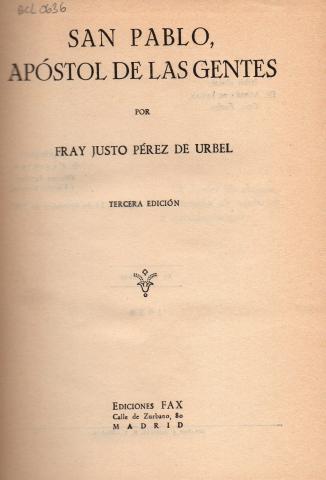 BCL0636
SAN PABLO,
APÓSTOL DE LAS GENTES
POR
FRAY JUSTO PÉREZ DE URBEL
TERCERA EDICIÓN
EDICIONES FAX
Calle de Zurbano, 80
MADRID